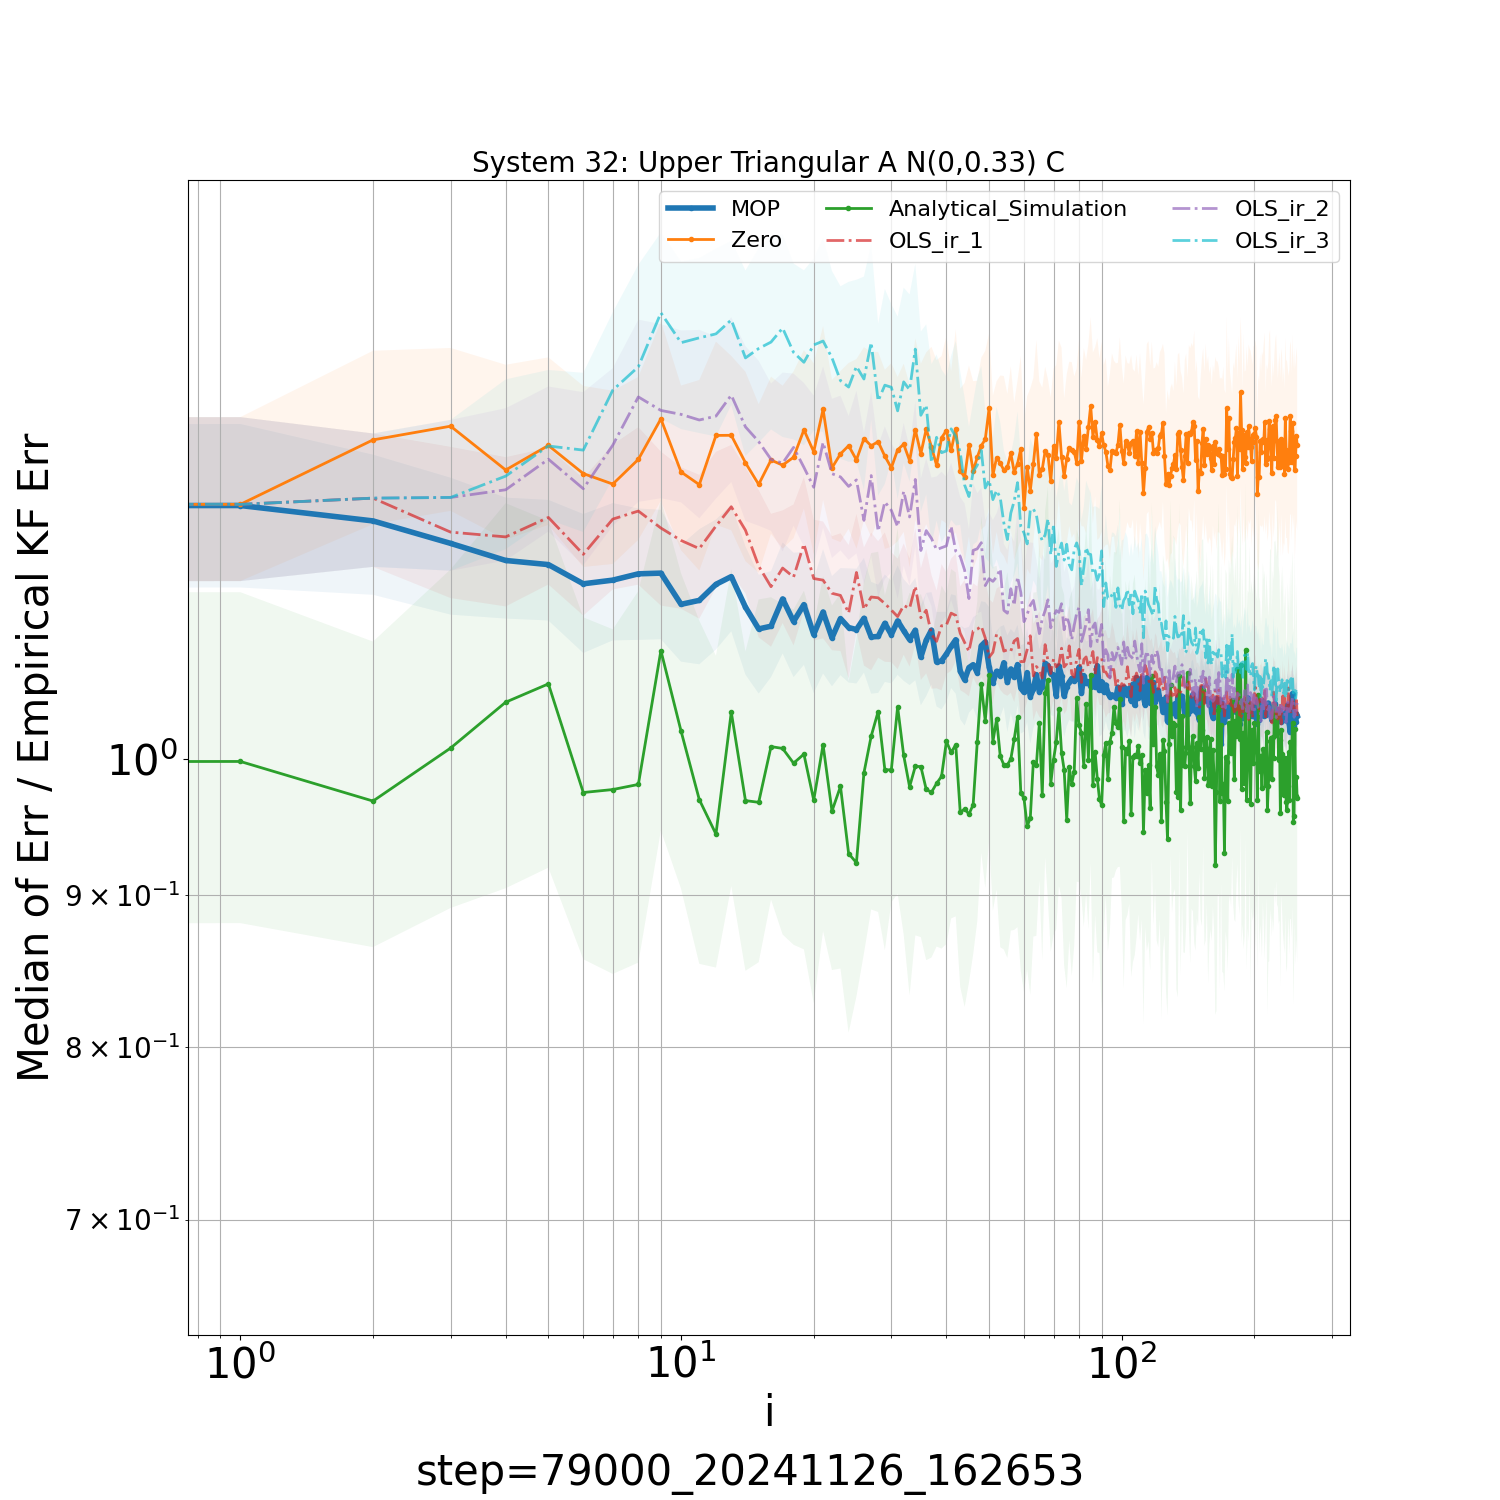 System 32: Upper Triangular A N(0,0.33) C
MOP
Zero
Analytical_Simulation
OLS_ir_1
OLS_ir_2
OLS_ir_3
Median of Err / Empirical KF Err
10⁰
9 × 10⁻¹
8 × 10⁻¹
7 × 10⁻¹
10⁰ 10¹ 10²
i
step=79000_20241126_162653